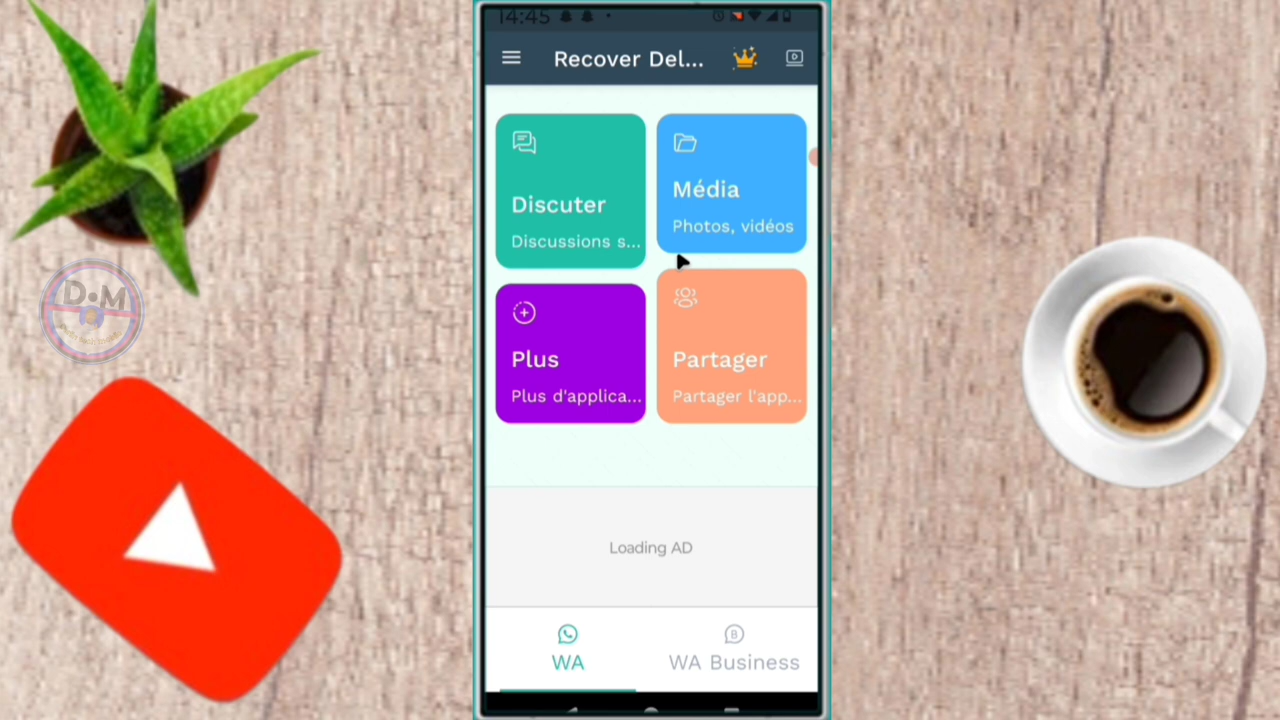 14:45
Recover Del...
Discuter
Discussions s...
Média
Photos, vidéos
Plus
Plus d'applica...
Partager
Partager l'app...
Loading AD
WA
B
WA Business
D•M